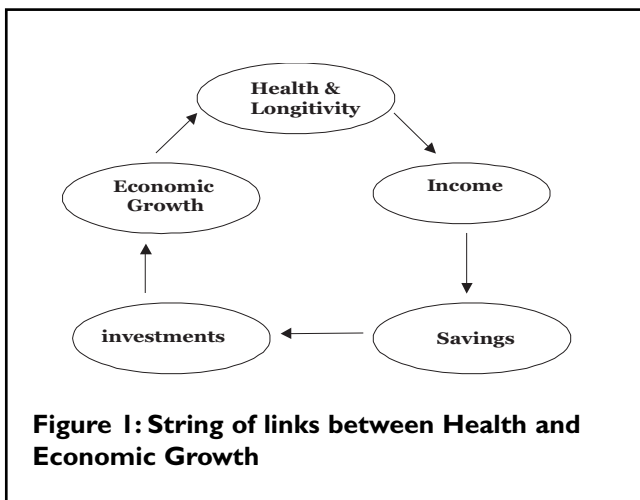 Health &
Longitivity
Economic
Growth
Income
investments
Savings
Figure 1: String of links between Health and
Economic Growth